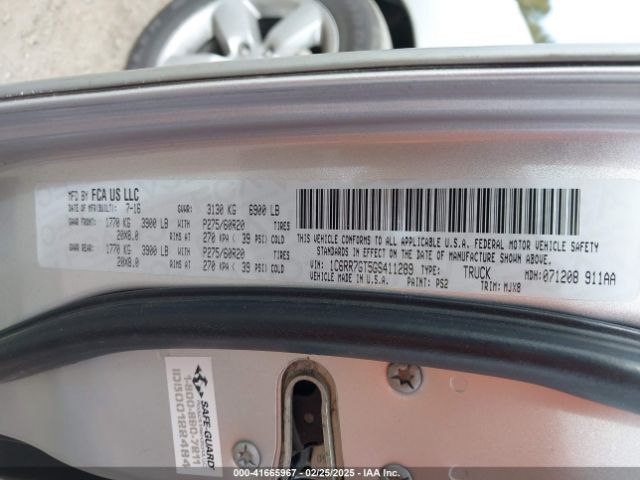 MFD BY FCA US LLC
DATE OF MFR(BUILT): 7-16 GVWR: 3130 KG 6900 LB
GAWR FRONT: 1770 KG 3900 LB P275/60R20 TIRES
20X8.0 RIMS AT 270 KPA ( 39 PSI) COLD
GAWR REAR: 1770 KG 3900 LB P275/60R20 TIRES
20X8.0 RIMS AT 270 KPA ( 39 PSI) COLD
THIS VEHICLE CONFORMS TO ALL APPLICABLE U.S.A. FEDERAL MOTOR VEHICLE SAFETY
STANDARDS IN EFFECT ON THE DATE OF MANUFACTURE SHOWN ABOVE.
VIN: 1C6RR7GT5GS411289 TYPE: TRUCK MDH: 071208 911AA
VEHICLE MADE IN U.S.A. PAINT: PS2 TRIM: MJX8
SAFE-GUARD
1-800-890-7211
000-41665967 - 02/25/2025 - IAA Inc.